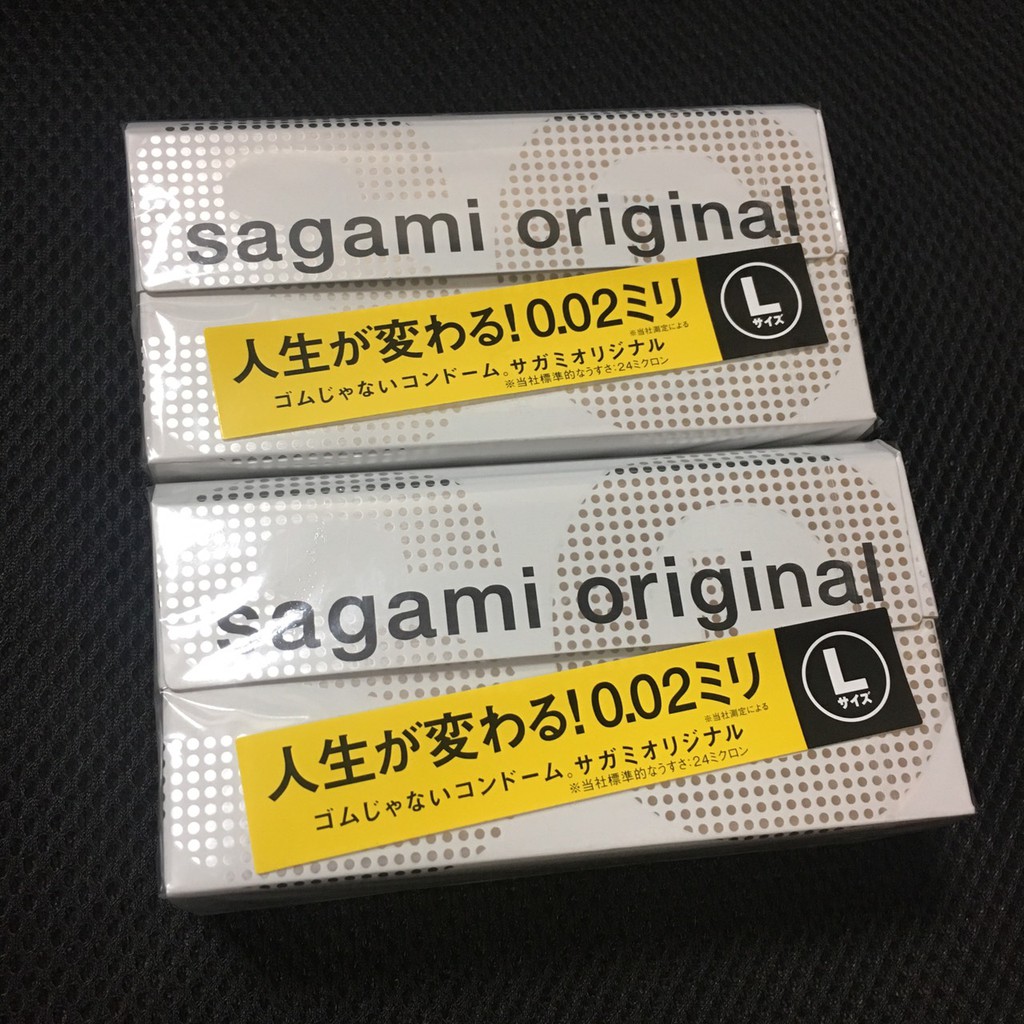 sagami original
人生が変わる!0.02ミリ
※当社測定による
ゴムじゃないコンドーム。サガミオリジナル
※当社標準的なうすさ:24ミクロン
L
サイズ
sagami original
人生が変わる!0.02ミリ
※当社測定による
ゴムじゃないコンドーム。サガミオリジナル
※当社標準的なうすさ:24ミクロン
L
サイズ